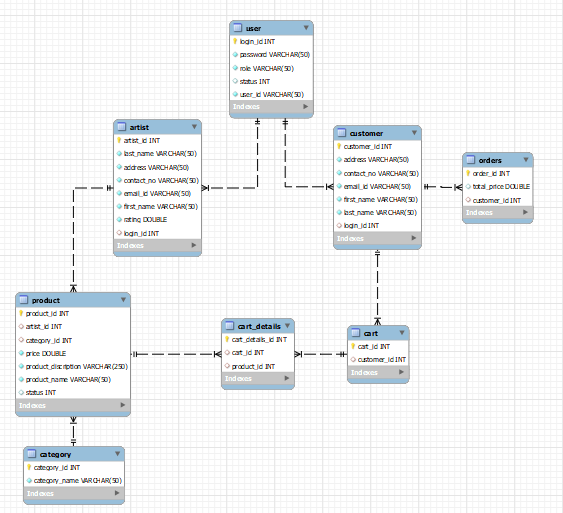 user
login_id INT
password VARCHAR(50)
role VARCHAR(50)
status INT
user_id VARCHAR(50)
Indexes
artist
artist_id INT
last_name VARCHAR(50)
address VARCHAR(50)
contact_no VARCHAR(50)
email_id VARCHAR(50)
first_name VARCHAR(50)
rating DOUBLE
login_id INT
Indexes
customer
customer_id INT
address VARCHAR(50)
contact_no VARCHAR(50)
email_id VARCHAR(50)
first_name VARCHAR(50)
last_name VARCHAR(50)
login_id INT
Indexes
orders
order_id INT
total_price DOUBLE
customer_id INT
Indexes
product
product_id INT
artist_id INT
category_id INT
price DOUBLE
product_discription VARCHAR(250)
product_name VARCHAR(50)
status INT
Indexes
cart_details
cart_details_id INT
cart_id INT
product_id INT
Indexes
cart
cart_id INT
customer_id INT
Indexes
category
category_id INT
category_name VARCHAR(50)
Indexes